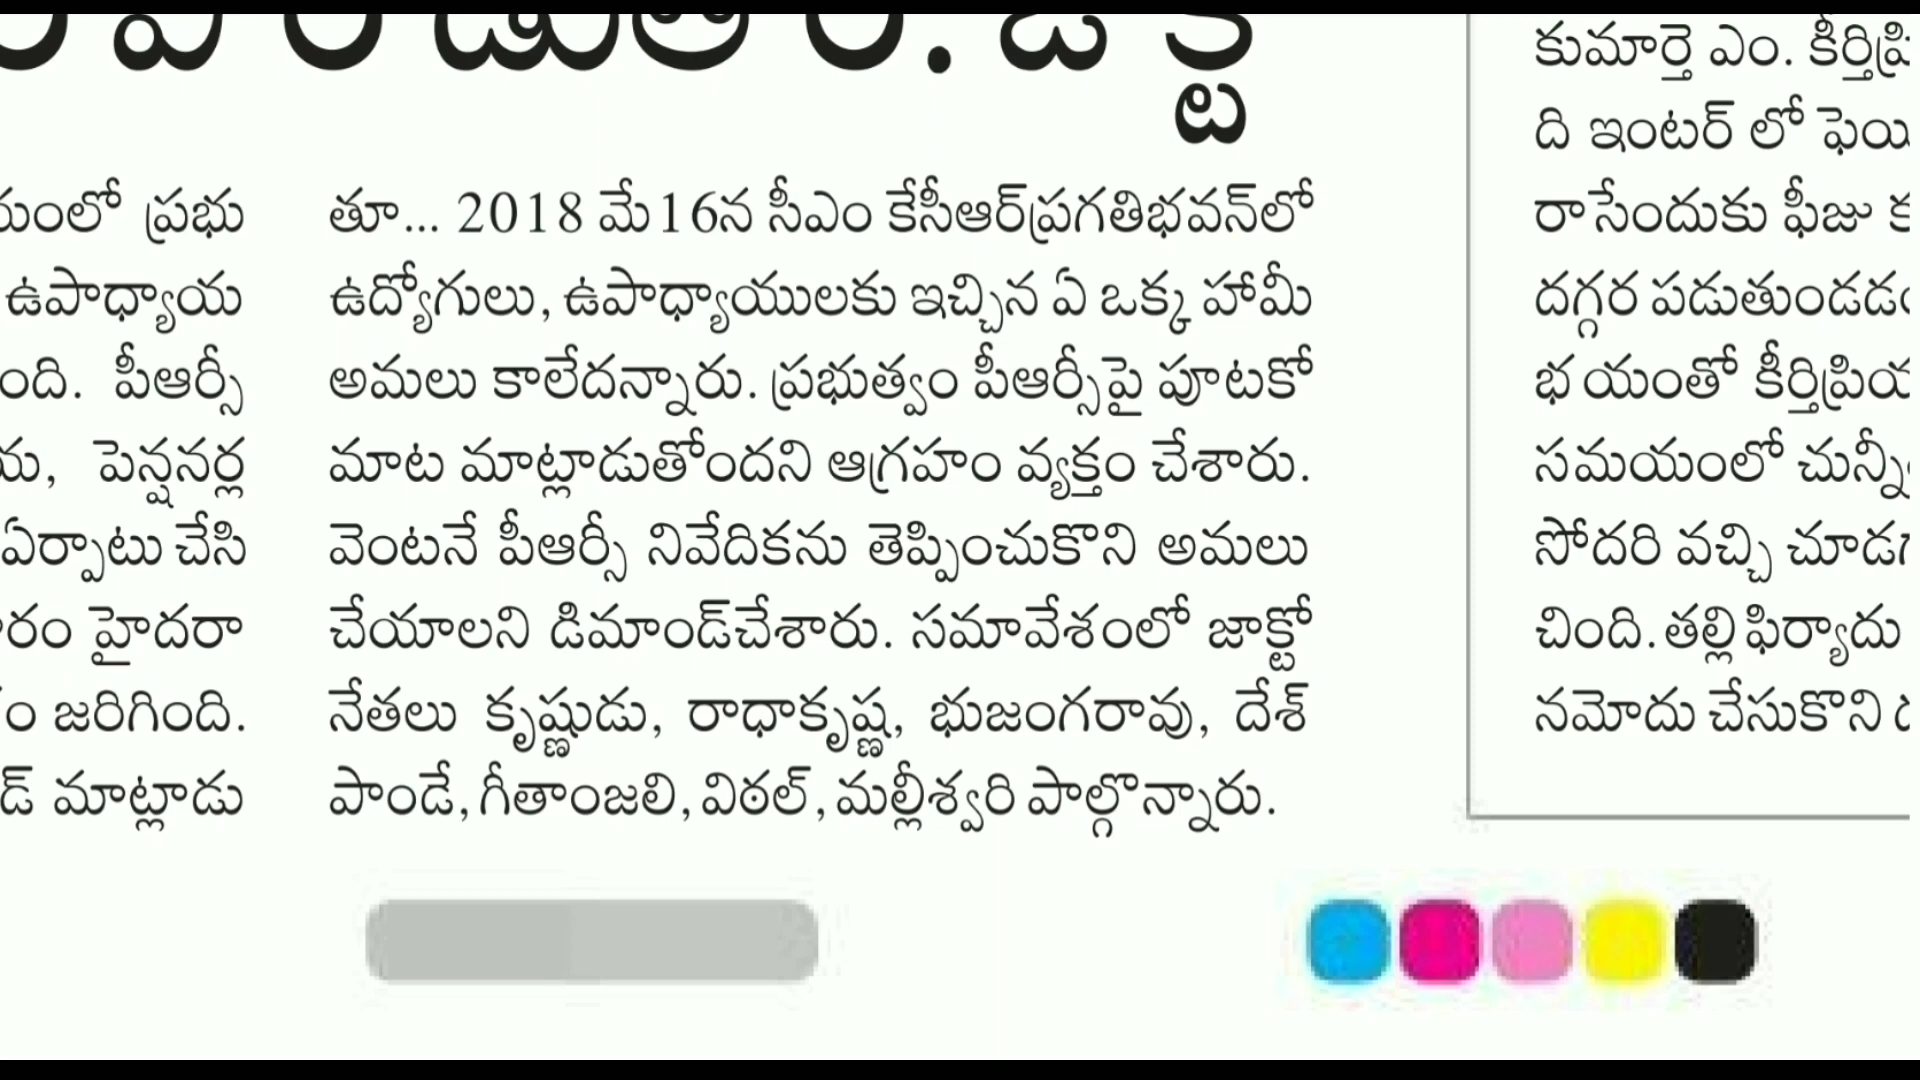 యంలో ప్రభు
ఉపాధ్యాయ
పీఆర్సీ
పెన్షనర్ల
ఏర్పాటు చేసి
హైదరా
జరిగింది.
మాట్లాడు
తూ... 2018 మే16న సీఎం కేసీఆర్‌ప్రగతిభవన్‌లో
ఉద్యోగులు, ఉపాధ్యాయులకు ఇచ్చిన ఏ ఒక్క హామీ
అమలు కాలేదన్నారు. ప్రభుత్వం పీఆర్సీపై పూటకో
మాట మాట్లాడుతోందని ఆగ్రహం వ్యక్తం చేశారు.
వెంటనే పీఆర్సీ నివేదికను తెప్పించుకొని అమలు
చేయాలని డిమాండ్‌చేశారు. సమావేశంలో జాక్టో
నేతలు కృష్ణుడు, రాధాకృష్ణ, భుజంగరావు, దేశ్
పాండే, గీతాంజలి, విఠల్, మల్లీశ్వరి పాల్గొన్నారు.
కుమార్తె ఎం. కీర్తిప్రి
ది ఇంటర్ లో ఫెయి
రాసేందుకు ఫీజు క
దగ్గర పడుతుండడం
భయంతో కీర్తిప్రియ
సమయంలో చున్నీ
సోదరి వచ్చి చూడగ
చింది. తల్లి ఫిర్యాదు
నమోదు చేసుకొని ద